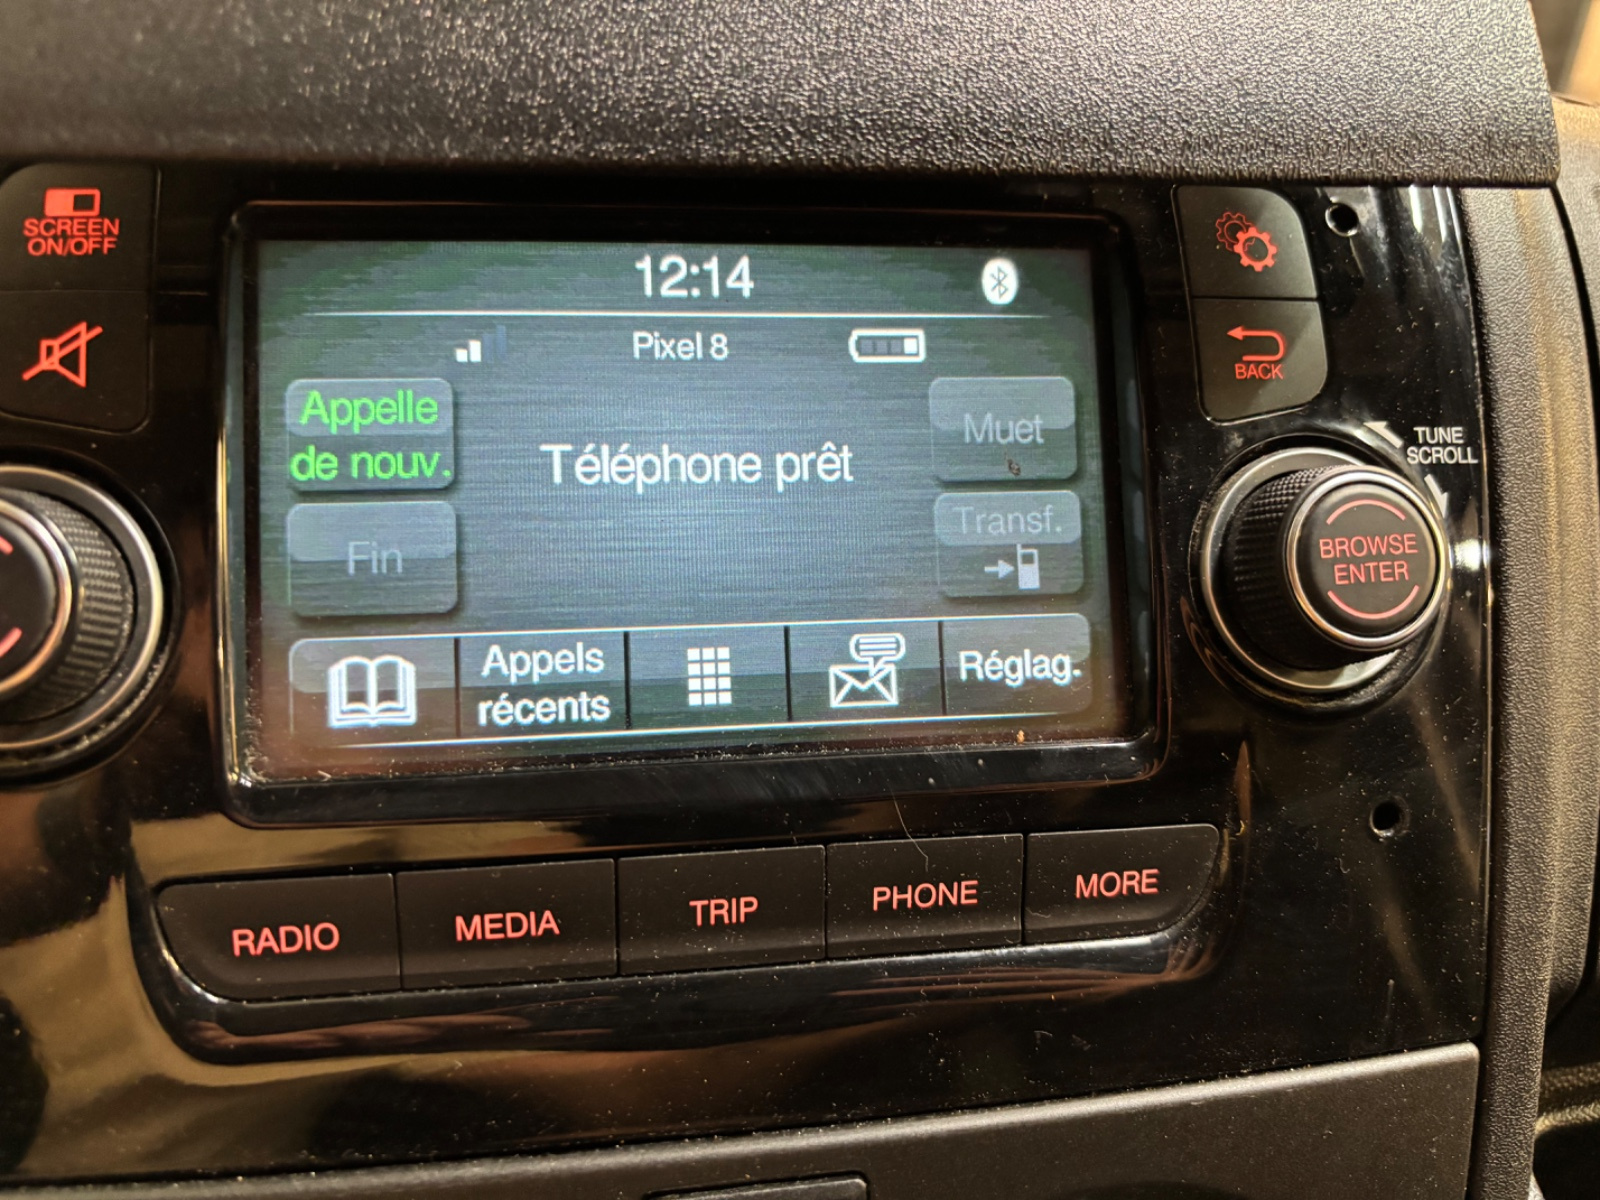 SCREEN
ON/OFF
12:14
Pixel 8
Appelle
de nouv.
Téléphone prêt
Muet
Fin
Transf.
Appels
récents
Réglag.
BACK
TUNE
SCROLL
BROWSE
ENTER
RADIO
MEDIA
TRIP
PHONE
MORE